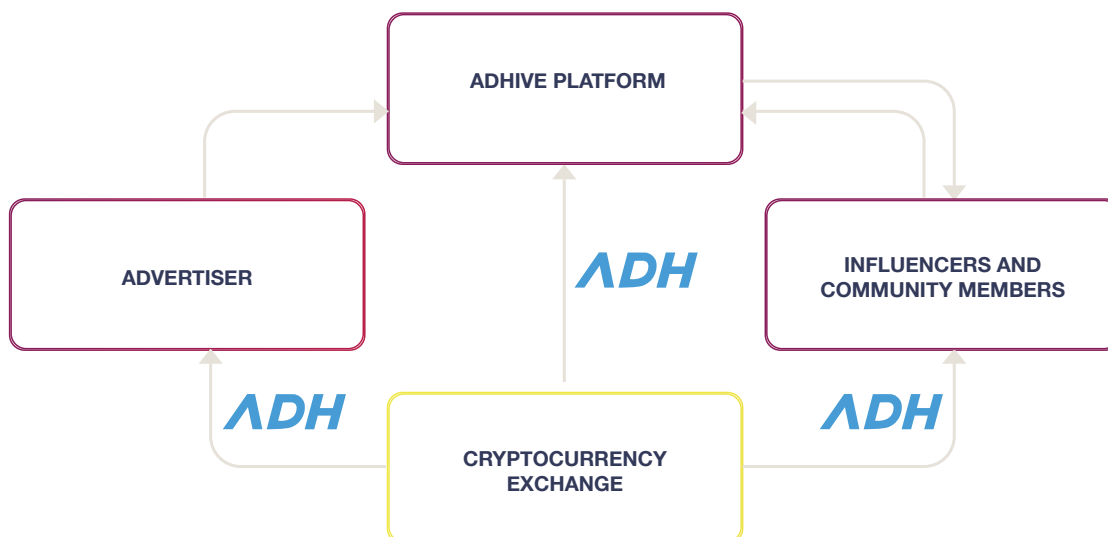 ADHIVE PLATFORM
ADVERTISER
ADH
INFLUENCERS AND
COMMUNITY MEMBERS
ADH
ADH
CRYPTOCURRENCY
EXCHANGE